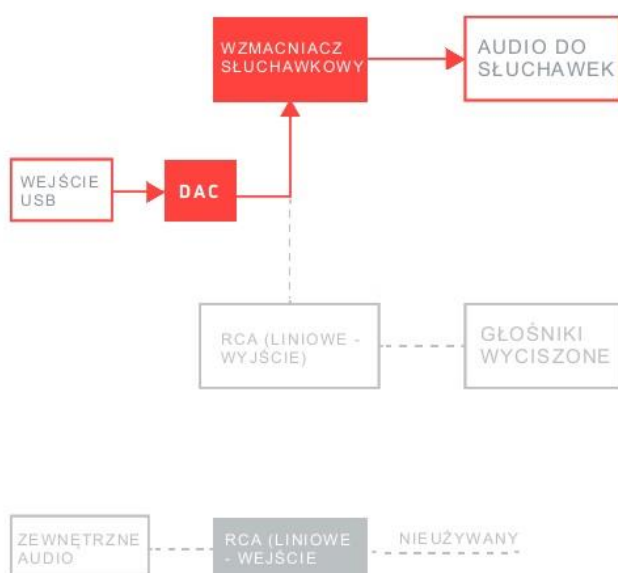 WZMACNIACZ
SŁUCHAWKOWY
AUDIO DO
SŁUCHAWEK
WEJŚCIE
USB
DAC
RCA (LINIOWE -
WYJŚCIE)
GŁOŚNIKI
WYCISZONE
ZEWNĘTRZNE
AUDIO
RCA (LINIOWE
- WEJŚCIE
NIEUŻYWANY